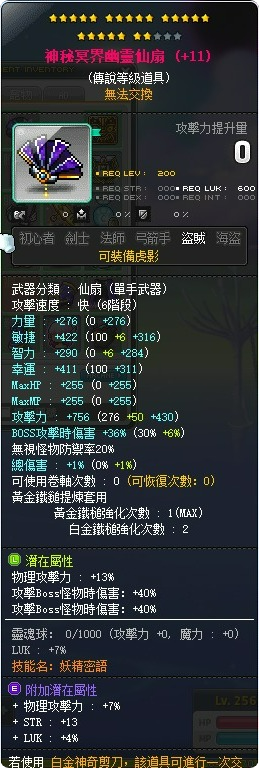 神秘冥界幽靈仙扇 (+11)
(傳說等級道具)
無法交換
攻擊力提升量
0
REQ LEV : 200
REQ STR : 000 REQ LUK : 600
REQ DEX : 000 REQ INT : 000
初心者 劍士 法師 弓箭手 盜賊 海盜
可裝備虎影
武器分類 : 仙扇 (單手武器)
攻擊速度 : 快 (6階段)
力量 : +276 (0 +276)
敏捷 : +422 (100 +6 +316)
智力 : +290 (0 +6 +284)
幸運 : +411 (100 +311)
MaxHP : +255 (0 +255)
MaxMP : +255 (0 +255)
攻擊力 : +756 (276 +50 +430)
BOSS攻擊時傷害 +36% (30% +6%)
無視怪物防禦率20%
總傷害 : +1% (0% +1%)
可使用卷軸次數 : 0 (可恢復次數: 0)
黃金鐵鎚提煉套用
黃金鐵鎚強化次數 : 1(MAX)
白金鐵槌強化次數 : 2
L 潛在屬性
物理攻擊力 : +13%
攻擊Boss怪物時傷害: +40%
攻擊Boss怪物時傷害: +40%
靈魂球: 0/1000 (攻擊力 +0, 魔力 : +0)
LUK : +7%
技能名: 妖精密語
E 附加潛在屬性
+ 物理攻擊力 : +7%
+ STR : +13
+ LUK : +4%
若使用 白金神奇剪刀, 該道具可進行一次交